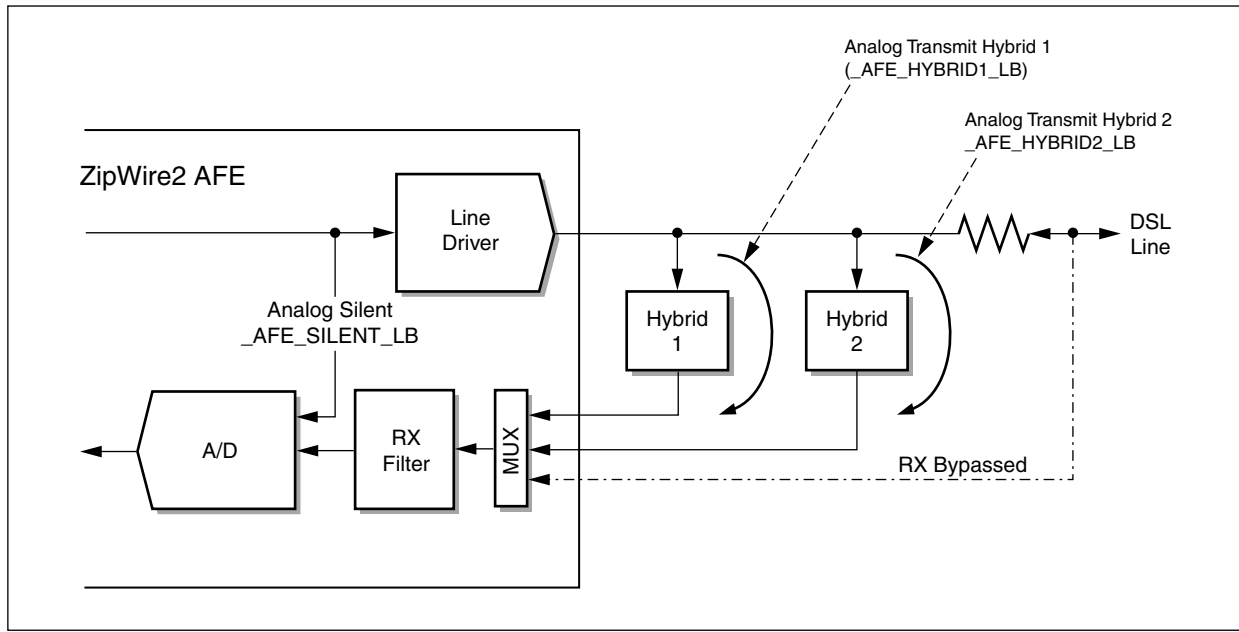 Analog Transmit Hybrid 1
(_AFE_HYBRID1_LB)
Analog Transmit Hybrid 2
_AFE_HYBRID2_LB
ZipWire2 AFE
Line
Driver
DSL
Line
Analog Silent
_AFE_SILENT_LB
Hybrid
1
Hybrid
2
A/D
RX
Filter
MUX
RX Bypassed